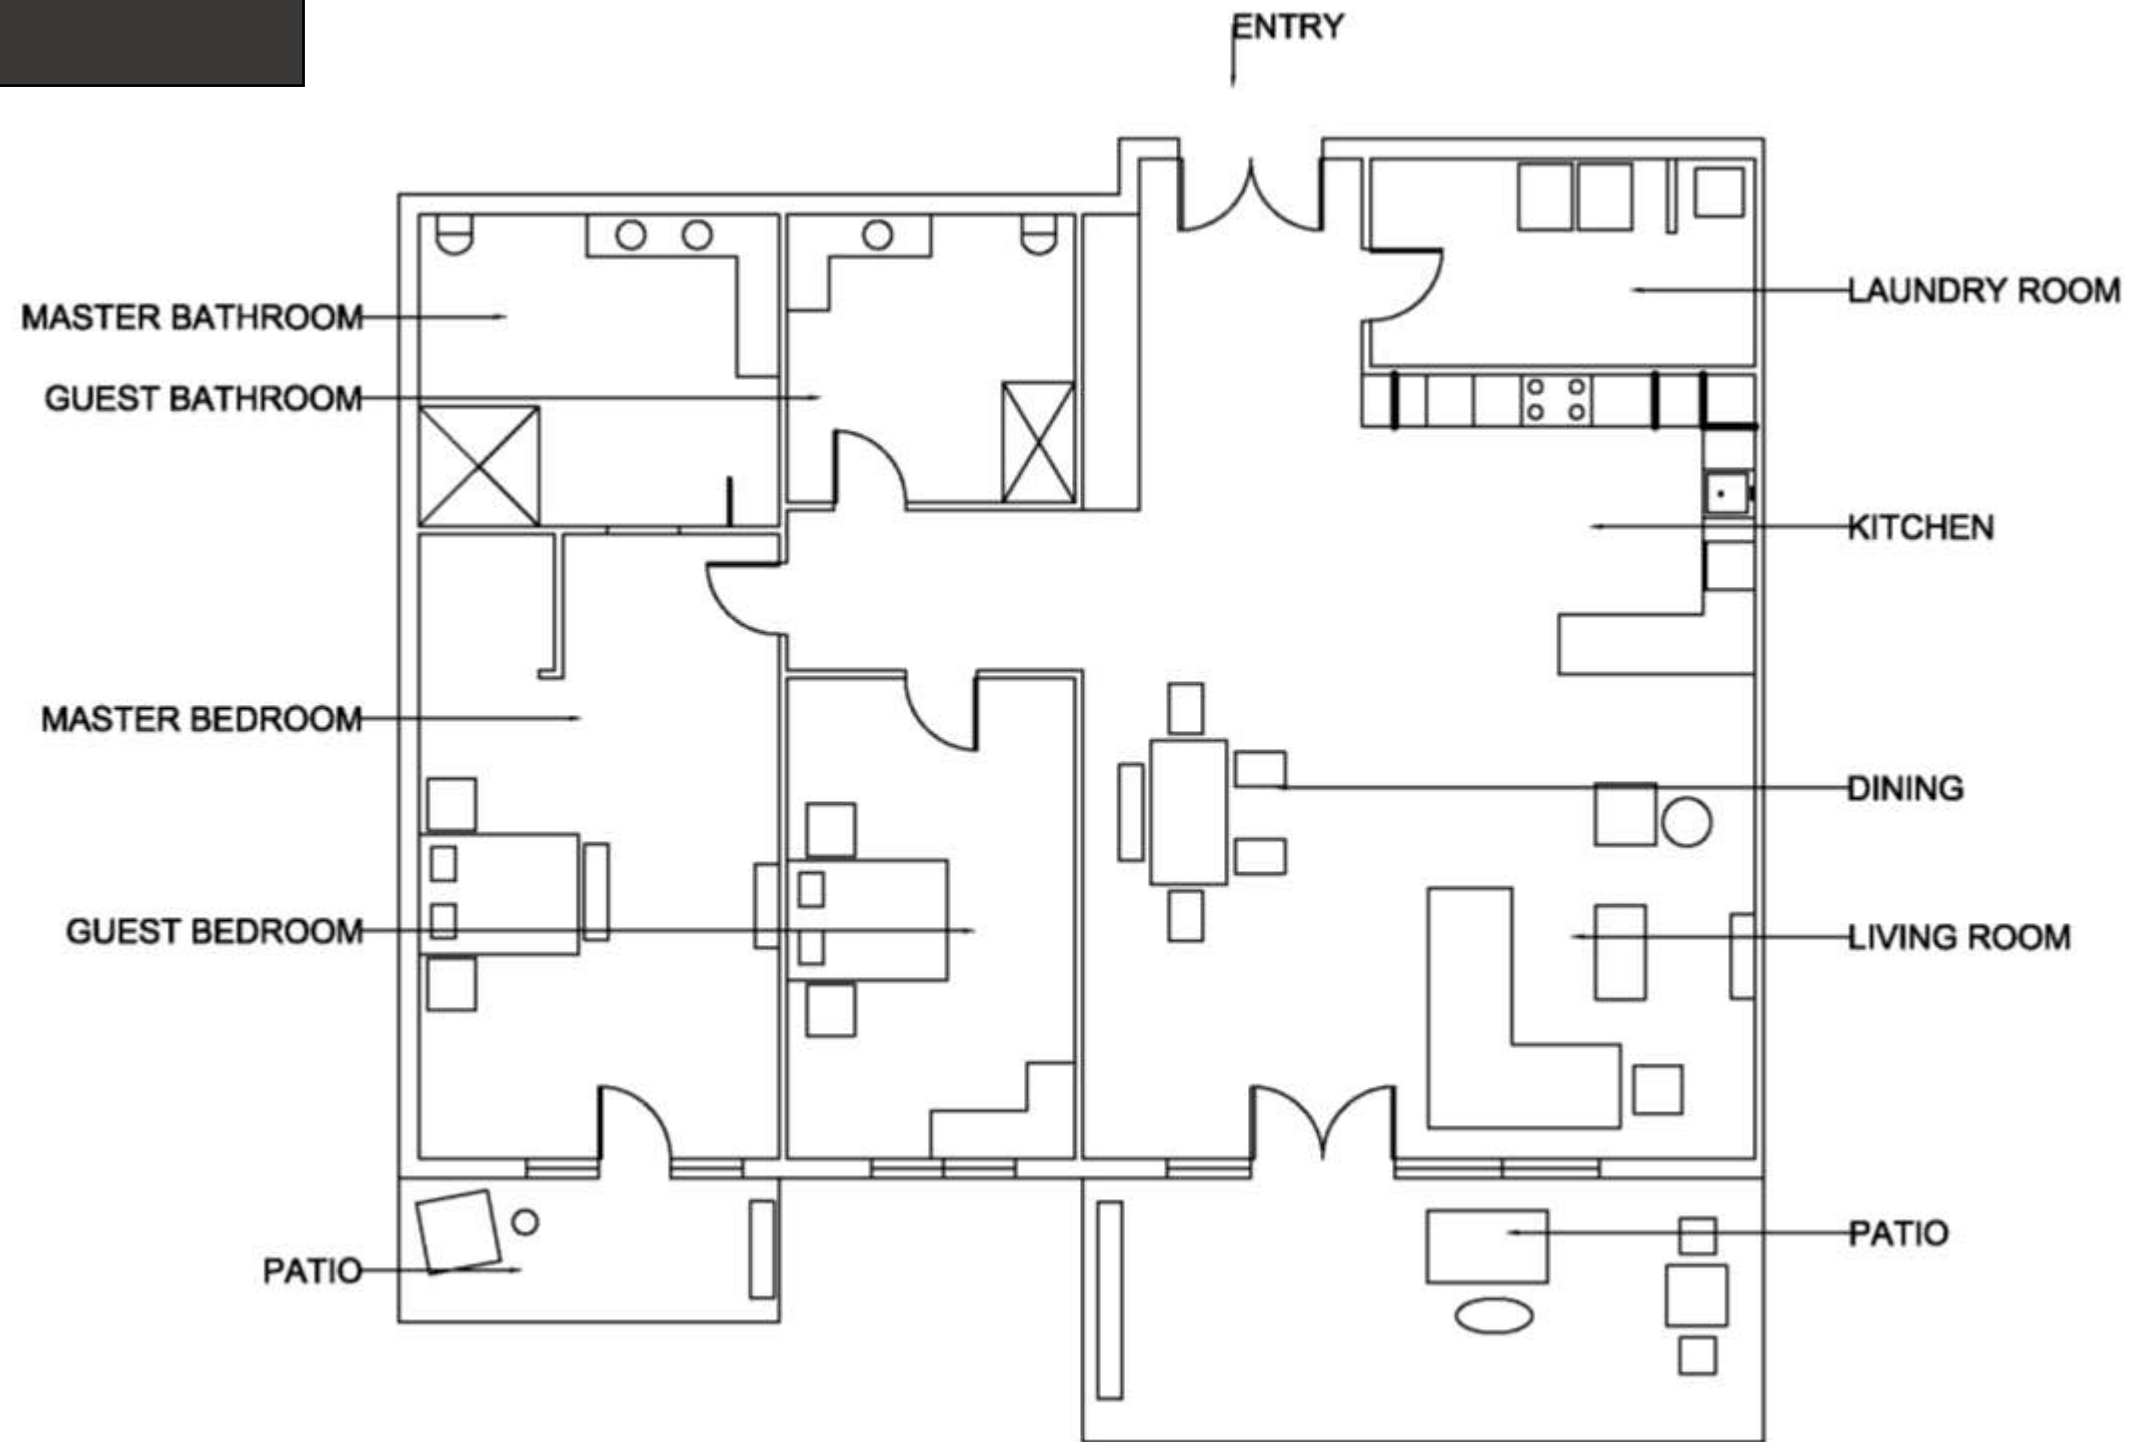 ENTRY
LAUNDRY ROOM
MASTER BATHROOM
GUEST BATHROOM
KITCHEN
MASTER BEDROOM
DINING
GUEST BEDROOM
LIVING ROOM
PATIO
PATIO